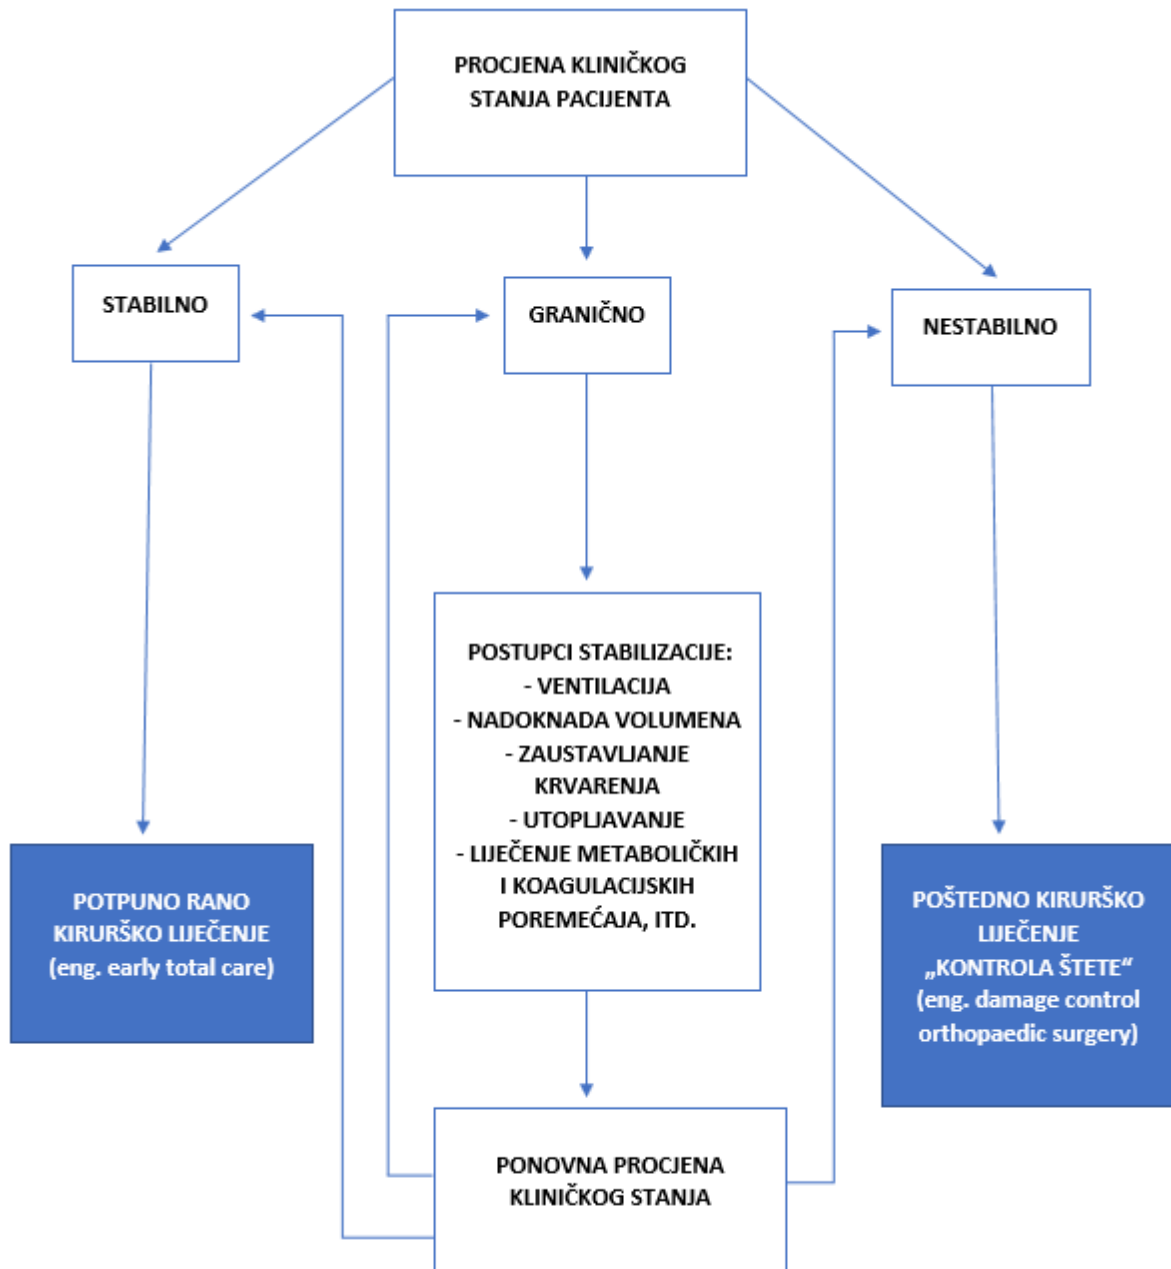 PROCJENA KLINIČKOG
STANJA PACIJENTA
STABILNO
GRANIČNO
NESTABILNO
POSTUPCI STABILIZACIJE:
- VENTILACIJA
- NADOKNADA VOLUMENA
- ZAUSTAVLJANJE
KRVARENJA
- UTOPLJAVANJE
- LIJEČENJE METABOLIČKIH
I KOAGULACIJSKIH
POREMEĆAJA, ITD.
POTPUNO RANO
KIRURŠKO LIJEČENJE
(eng. early total care)
POŠTEDNO KIRURŠKO
LIJEČENJE
„KONTROLA ŠTETE“
(eng. damage control
orthopaedic surgery)
PONOVNA PROCJENA
KLINIČKOG STANJA